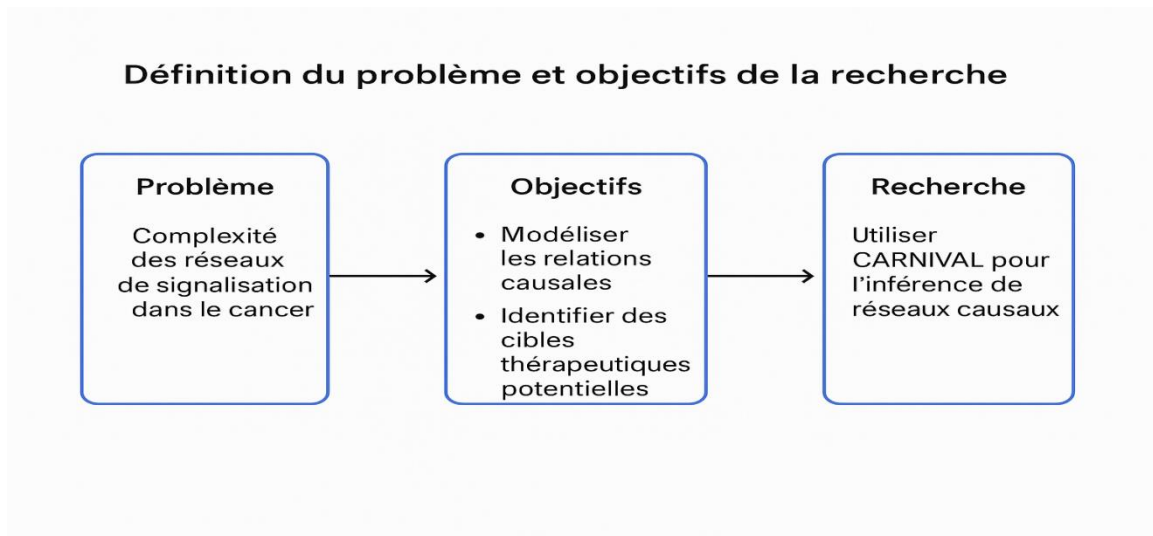 Définition du problème et objectifs de la recherche
Problème
Complexité
des réseaux
de signalisation
dans le cancer
Objectifs
• Modéliser
les relations
causales
• Identifier des
cibles
thérapeutiques
potentielles
Recherche
Utiliser
CARNIVAL pour
l'inférence de
réseaux causaux